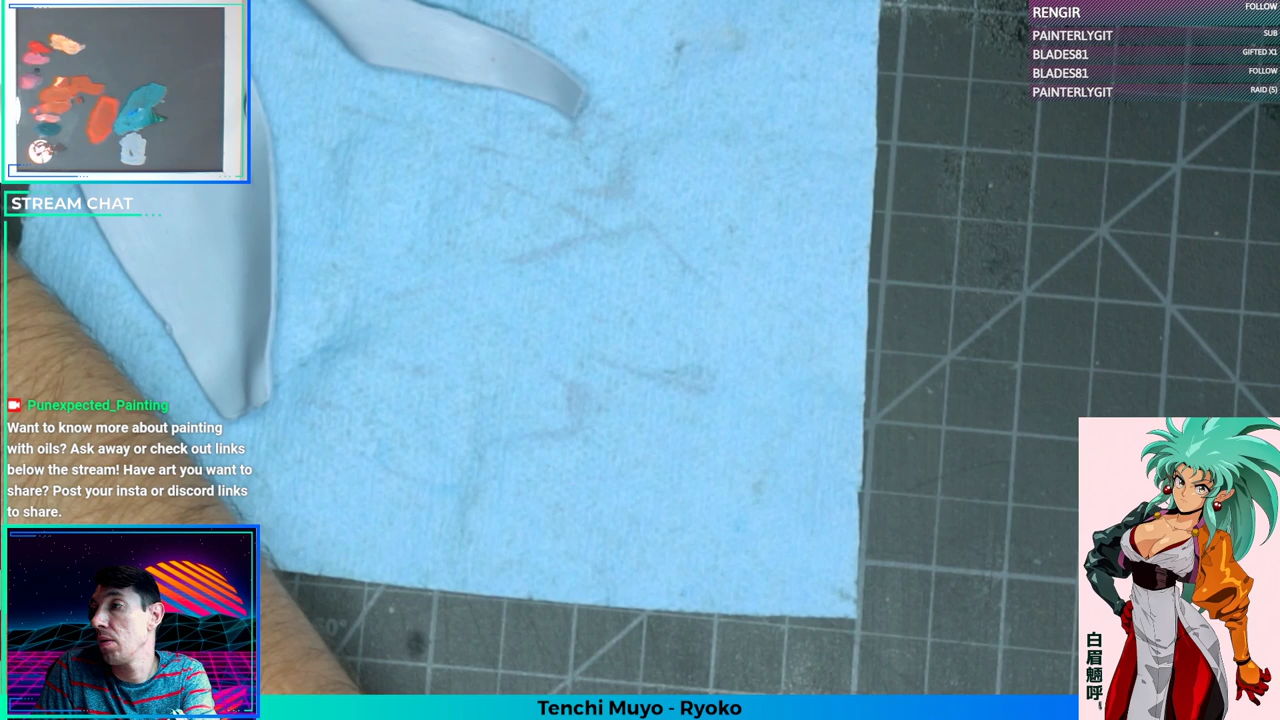 RENGIR FOLLOW
PAINTERLYGIT SUB
BLADES81 GIFTED X1
BLADES81 FOLLOW
PAINTERLYGIT RAID (5)
STREAM CHAT
Punexpected_Painting
Want to know more about painting
with oils? Ask away or check out links
below the stream! Have art you want to
share? Post your insta or discord links
to share.
白眉魎呼
Tenchi Muyo - Ryoko